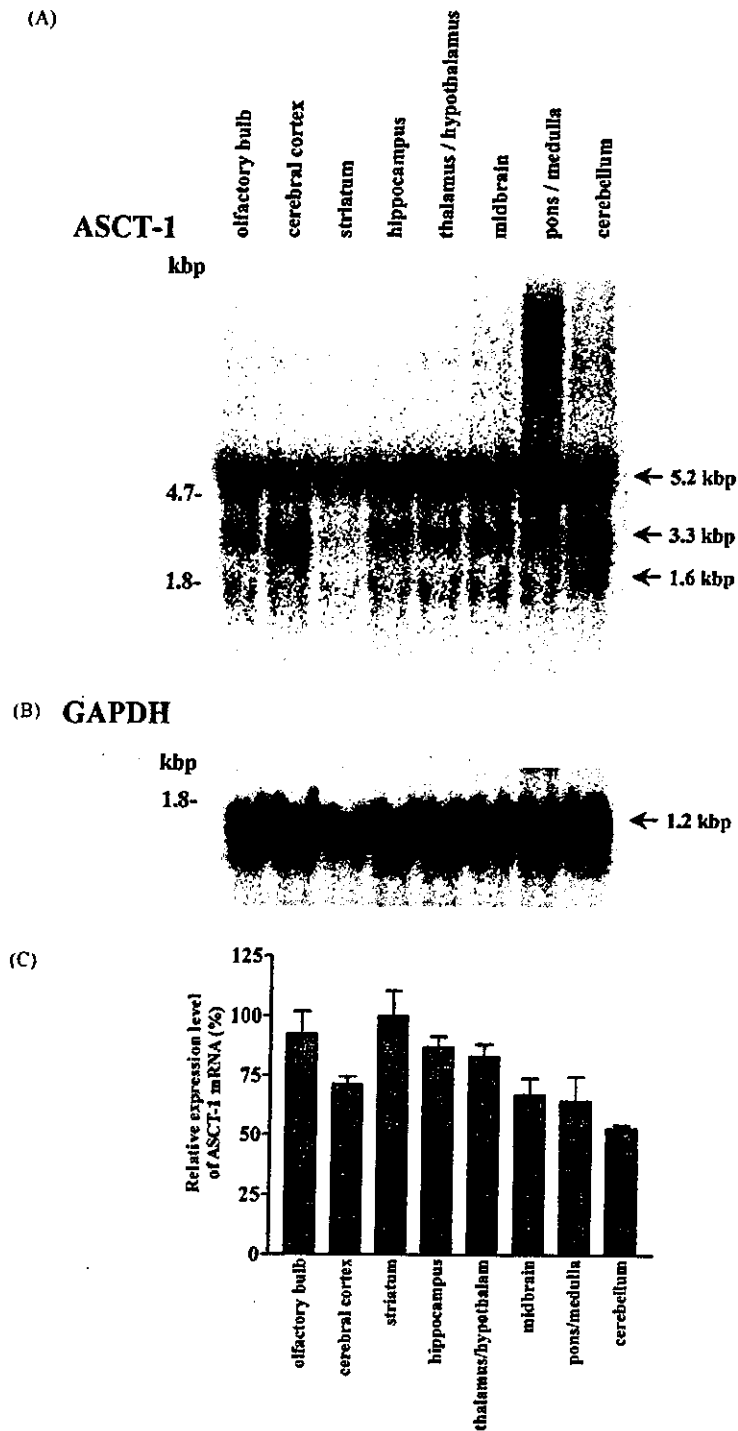 (A)
olfactory bulb
cerebral cortex
striatum
hippocampus
thalamus / hypothalamus
midbrain
pons / medulla
cerebellum
ASCT-1
kbp
4.7-
1.8-
← 5.2 kbp
← 3.3 kbp
← 1.6 kbp
(B) GAPDH
kbp
1.8-
← 1.2 kbp
(C)
Relative expression level
of ASCT-1 mRNA (%)
125
100
75
50
25
0
olfactory bulb
cerebral cortex
striatum
hippocampus
thalamus/hypothalam
midbrain
pons/medulla
cerebellum